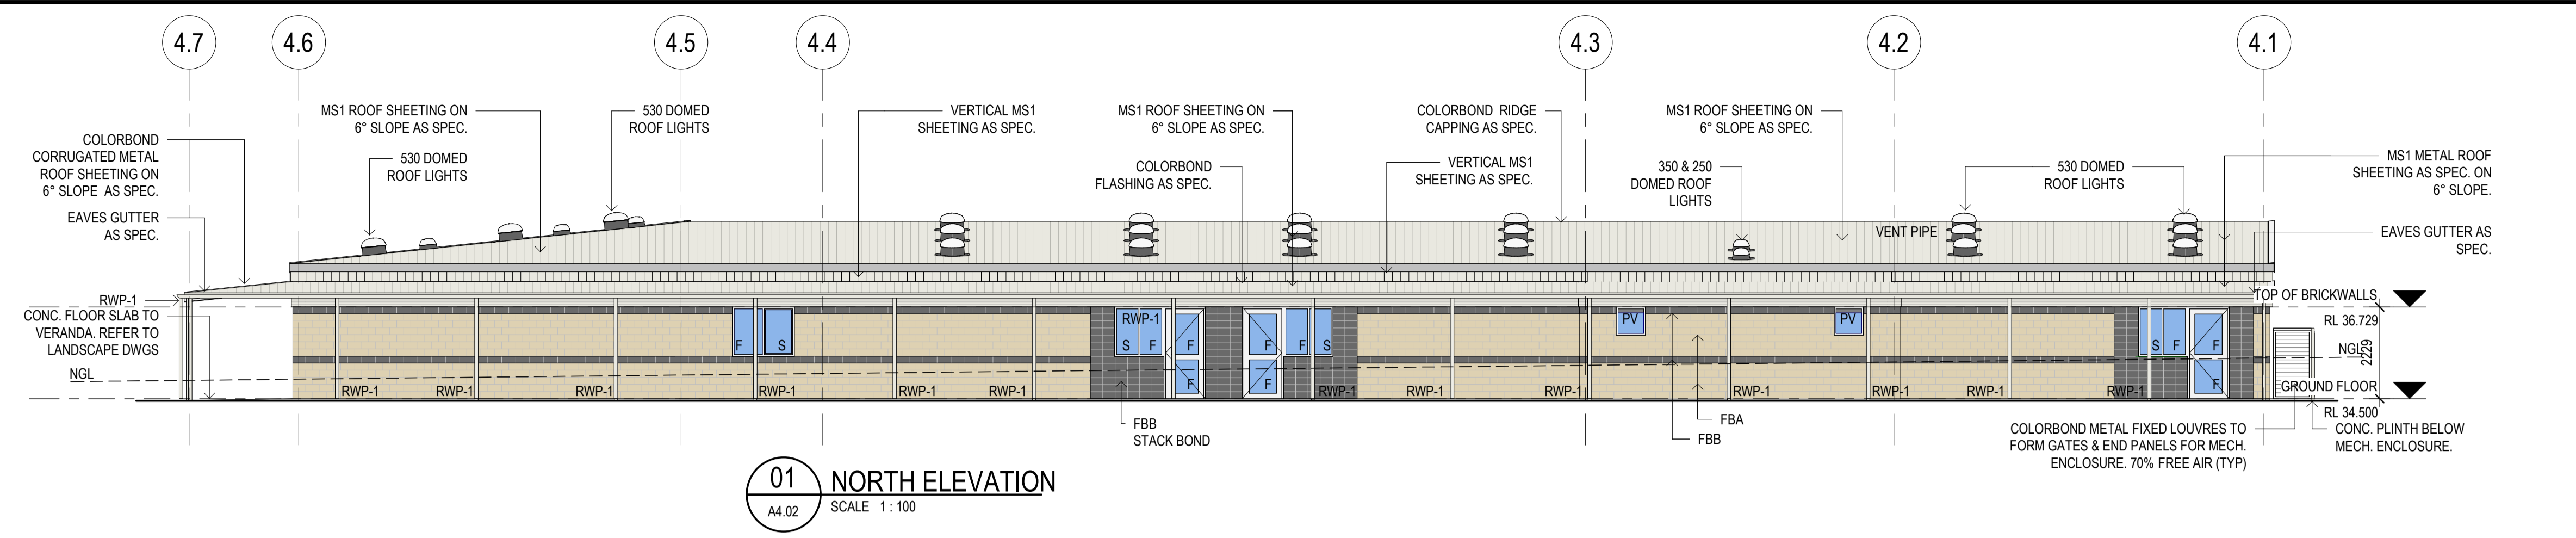 4.7
4.6
4.5
4.4
4.3
4.2
4.1
COLORBOND
CORRUGATED METAL
ROOF SHEETING ON
6° SLOPE AS SPEC.
EAVES GUTTER
AS SPEC.
RWP-1
CONC. FLOOR SLAB TO
VERANDA. REFER TO
LANDSCAPE DWGS
NGL
MS1 ROOF SHEETING ON
6° SLOPE AS SPEC.
530 DOMED
ROOF LIGHTS
530 DOMED
ROOF LIGHTS
VERTICAL MS1
SHEETING AS SPEC.
MS1 ROOF SHEETING ON
6° SLOPE AS SPEC.
COLORBOND
FLASHING AS SPEC.
COLORBOND RIDGE
CAPPING AS SPEC.
VERTICAL MS1
SHEETING AS SPEC.
MS1 ROOF SHEETING ON
6° SLOPE AS SPEC.
350 & 250
DOMED ROOF
LIGHTS
VENT PIPE
530 DOMED
ROOF LIGHTS
MS1 METAL ROOF
SHEETING AS SPEC. ON
6° SLOPE.
EAVES GUTTER AS
SPEC.
TOP OF BRICKWALLS
RL 36.729
NGL
2229
GROUND FLOOR
RL 34.500
F S
RWP-1
S F F F F F S
F F
PV
PV
S F F
F
RWP-1 RWP-1 RWP-1 RWP-1 RWP-1 RWP-1 RWP-1 RWP-1 RWP-1 RWP-1 RWP-1 RWP-1 RWP-1
FBB
STACK BOND
FBA
FBB
COLORBOND METAL FIXED LOUVRES TO
FORM GATES & END PANELS FOR MECH.
ENCLOSURE. 70% FREE AIR (TYP)
CONC. PLINTH BELOW
MECH. ENCLOSURE.
01
A4.02
NORTH ELEVATION
SCALE 1 : 100